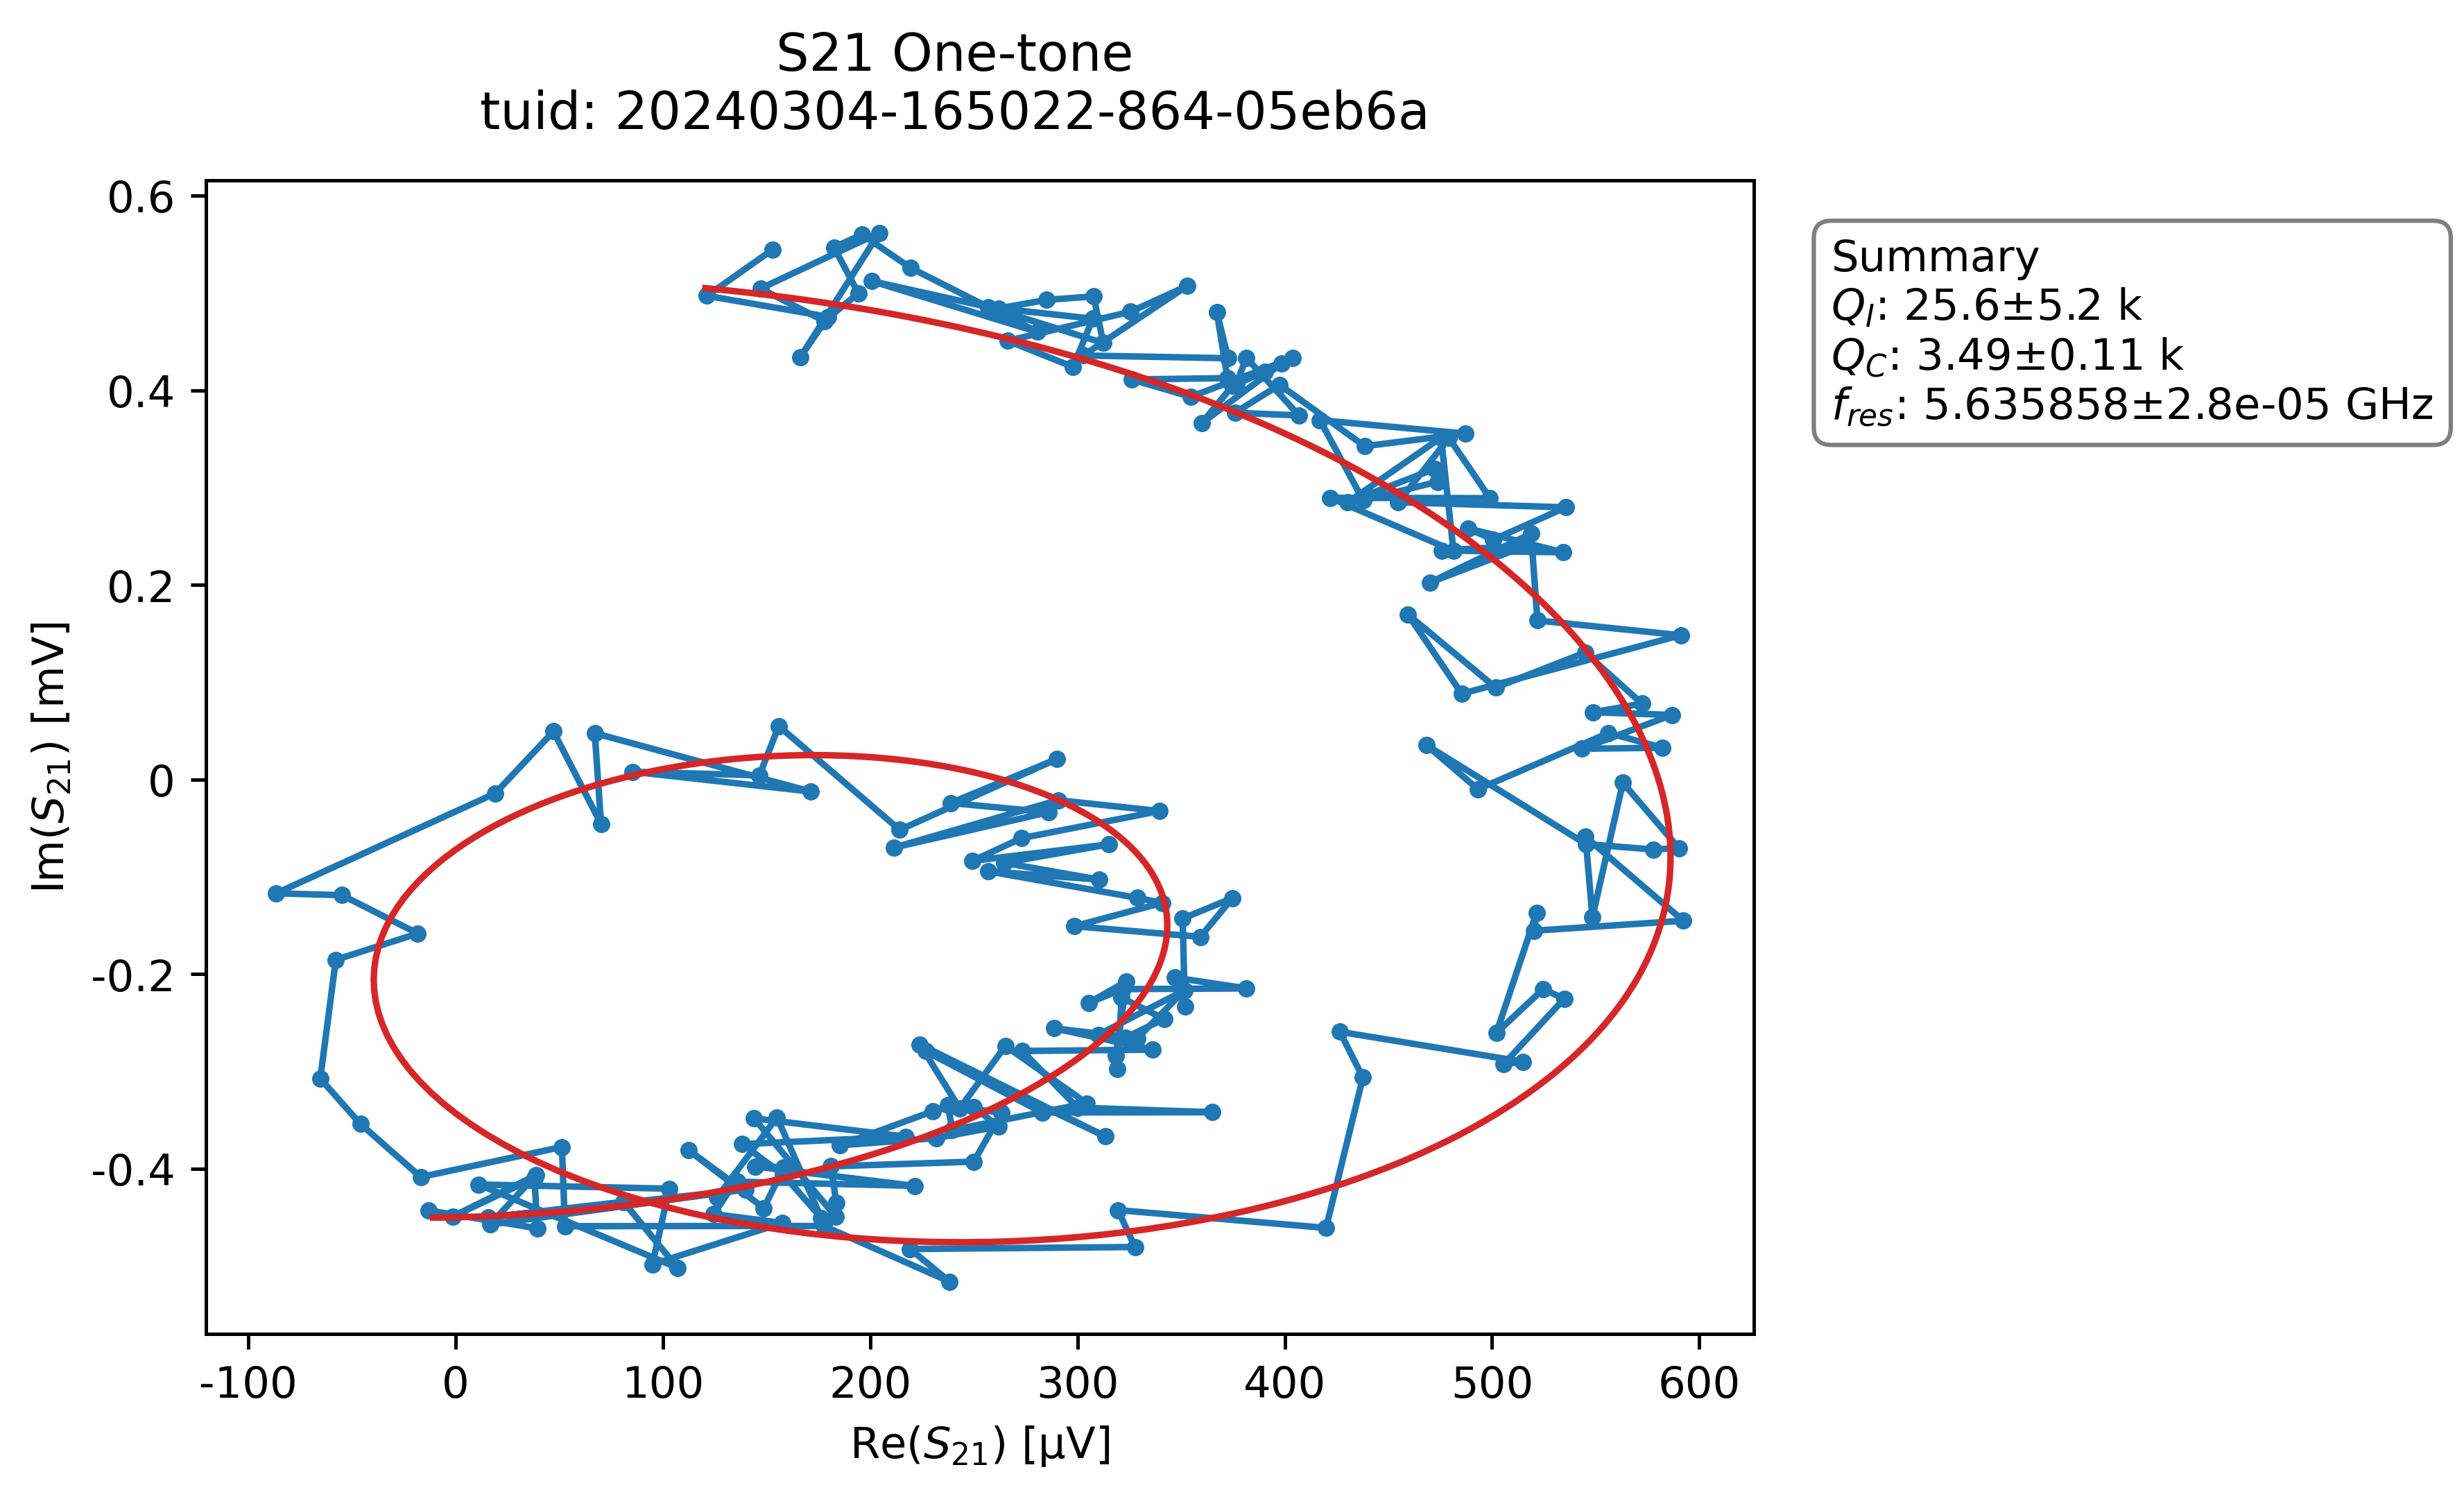 S21 One-tone
tuid: 20240304-165022-864-05eb6a
0.6
0.4
0.2
0
-0.2
-0.4
Im(S21) [mV]
-100 0 100 200 300 400 500 600
Re(S21) [µV]
Summary
QI: 25.6±5.2 k
QC: 3.49±0.11 k
fres: 5.635858±2.8e-05 GHz